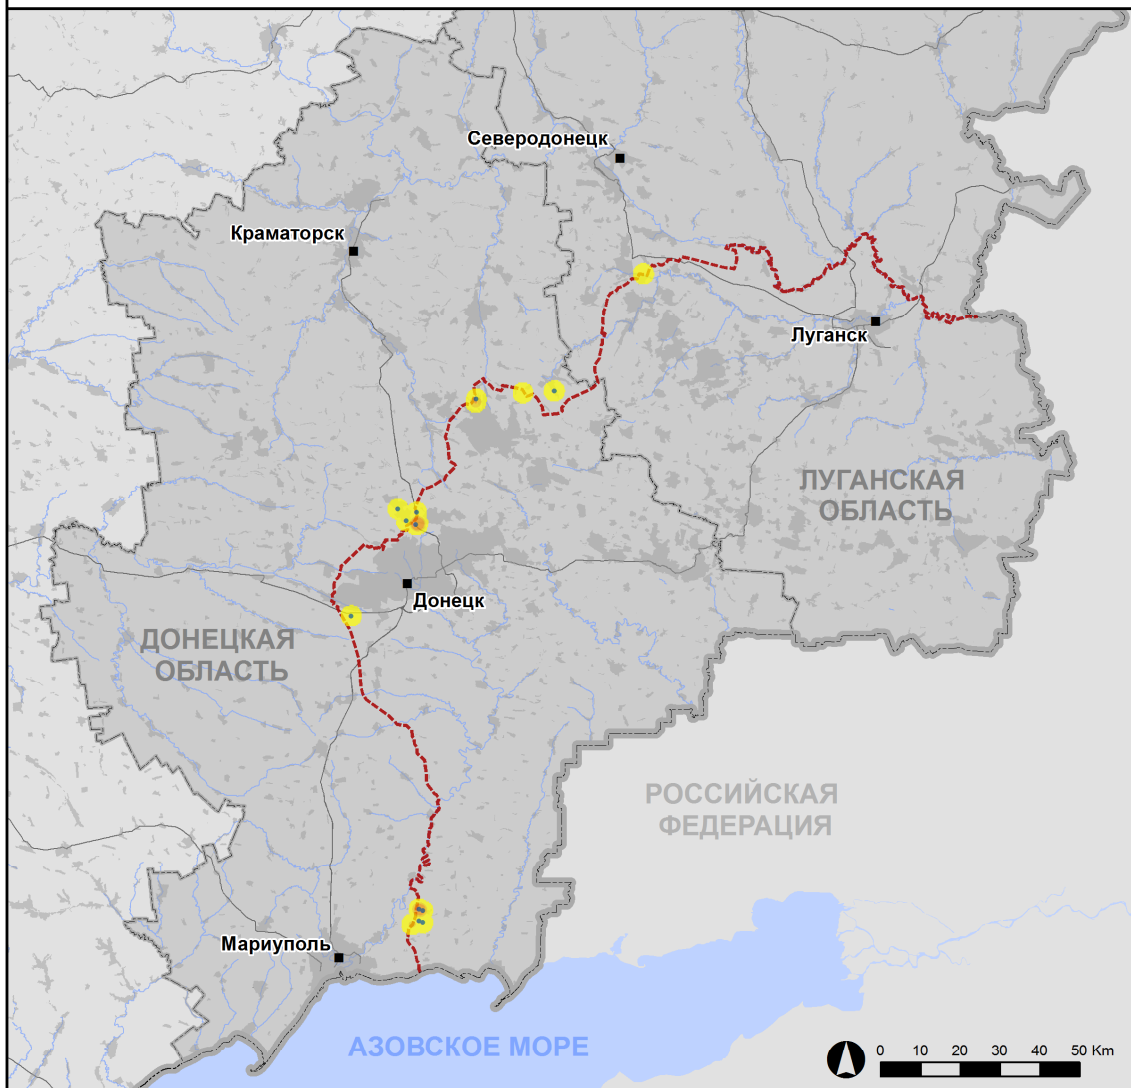 Северодонецк
Краматорск
Луганск
ЛУГАНСКАЯ
ОБЛАСТЬ
Донецк
ДОНЕЦКАЯ
ОБЛАСТЬ
РОССИЙСКАЯ
ФЕДЕРАЦИЯ
Мариуполь
АЗОВСКОЕ МОРЕ
0 10 20 30 40 50 Km